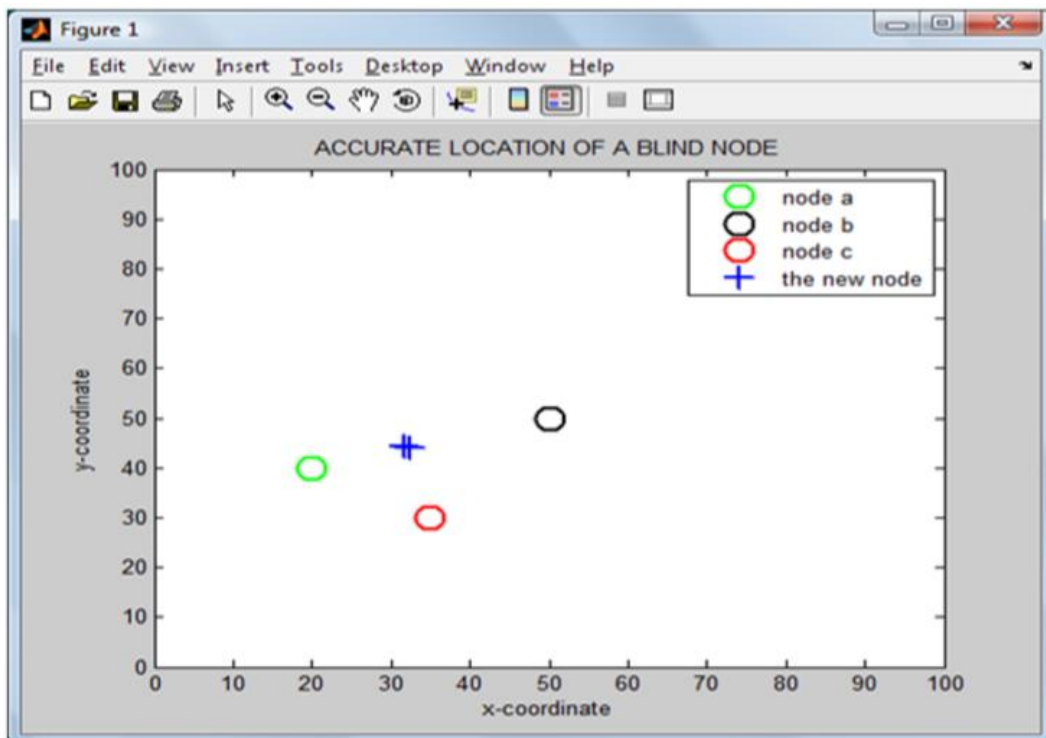 Figure 1
File Edit View Insert Tools Desktop Window Help
ACCURATE LOCATION OF A BLIND NODE
100
90
80
70
60
50
40
30
20
10
0
y-coordinate
node a
node b
node c
the new node
0 10 20 30 40 50 60 70 80 90 100
x-coordinate